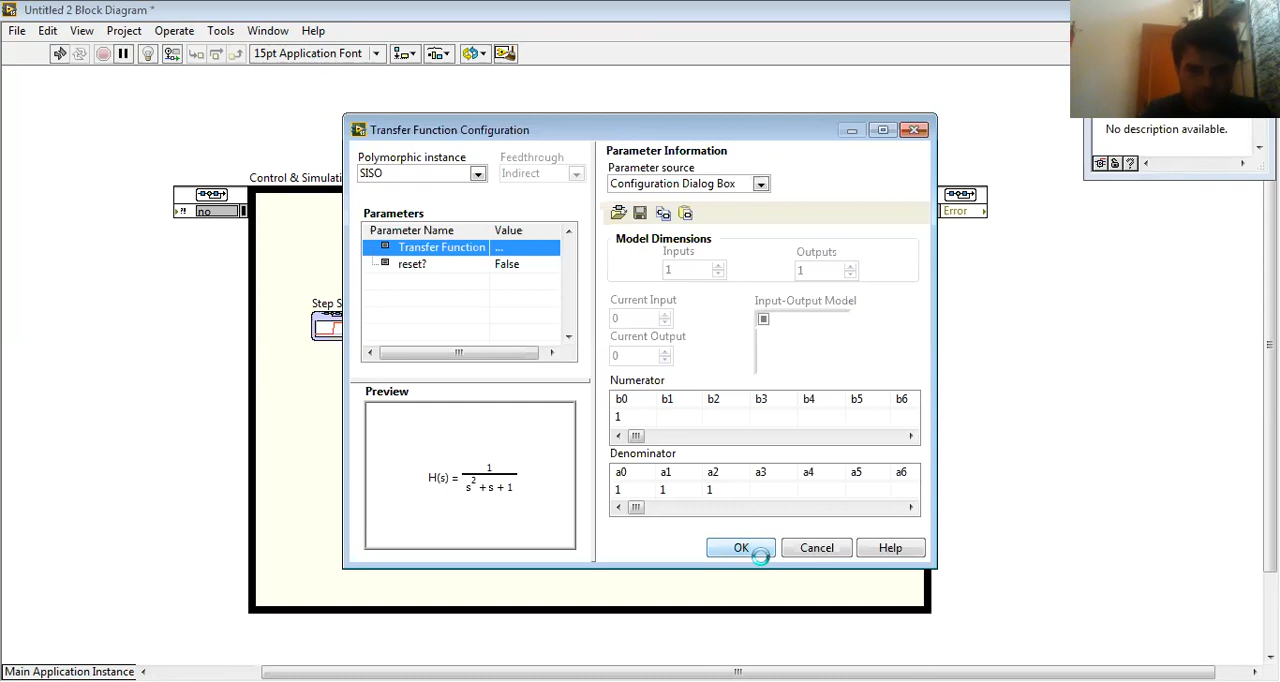 Untitled 2 Block Diagram *
File Edit View Project Operate Tools Window Help
15pt Application Font
No description available.
Control & Simulati
no
Error
Step S
Transfer Function Configuration
Polymorphic instance
SISO
Feedthrough
Indirect
Parameters
Parameter Name Value
Transfer Function ...
reset? False
Preview
H(s) = 1 / s^2 + s + 1
Parameter Information
Parameter source
Configuration Dialog Box
Model Dimensions
Inputs Outputs
1 1
Current Input Input-Output Model
0
Current Output
0
Numerator
b0 b1 b2 b3 b4 b5 b6
1
Denominator
a0 a1 a2 a3 a4 a5 a6
1 1 1
OK Cancel Help
Main Application Instance